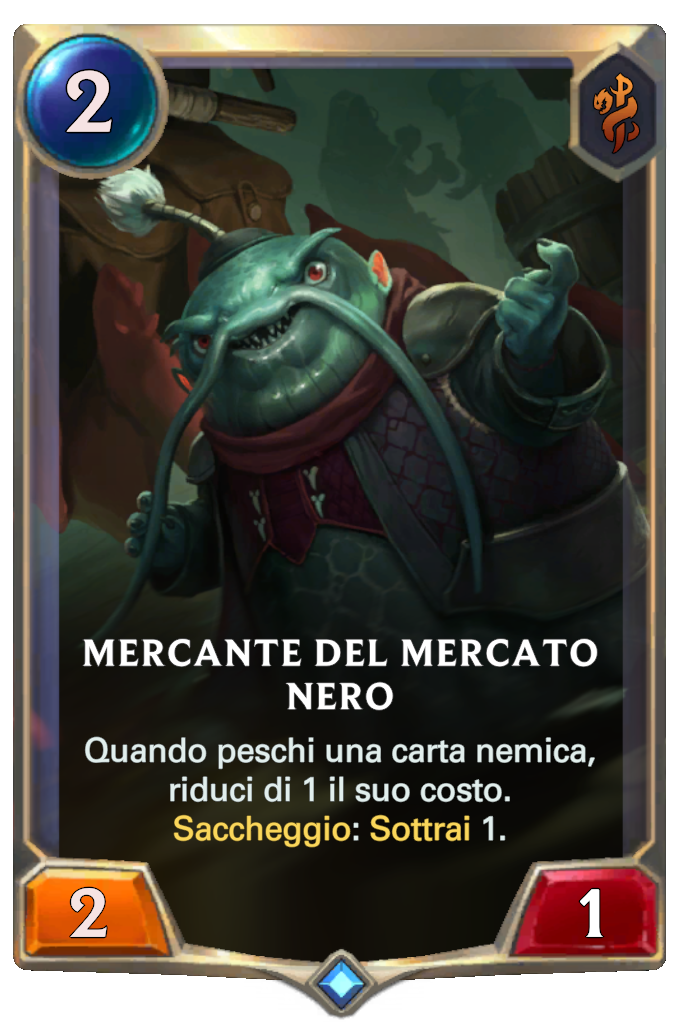 2
MERCANTE DEL MERCATO
NERO
Quando peschi una carta nemica,
riduci di 1 il suo costo.
Saccheggio: Sottrai 1.
2
1